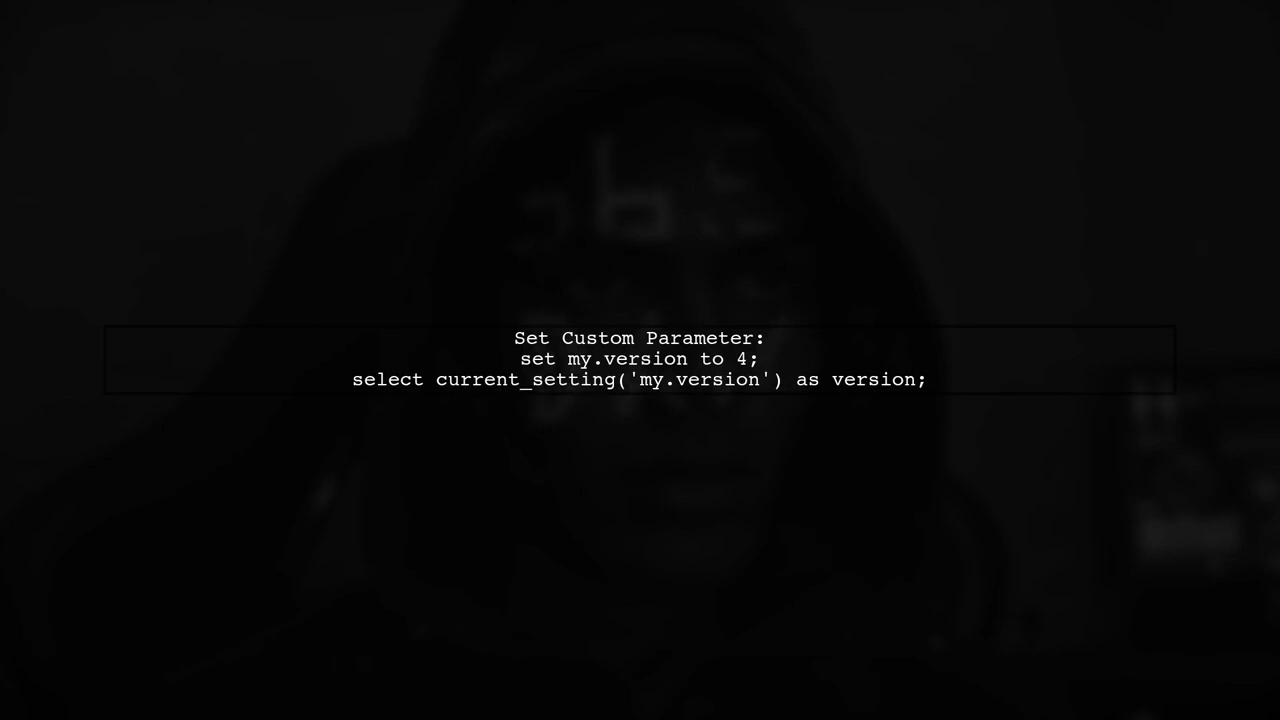 Set Custom Parameter:
set my.version to 4;
select current_setting('my.version') as version;